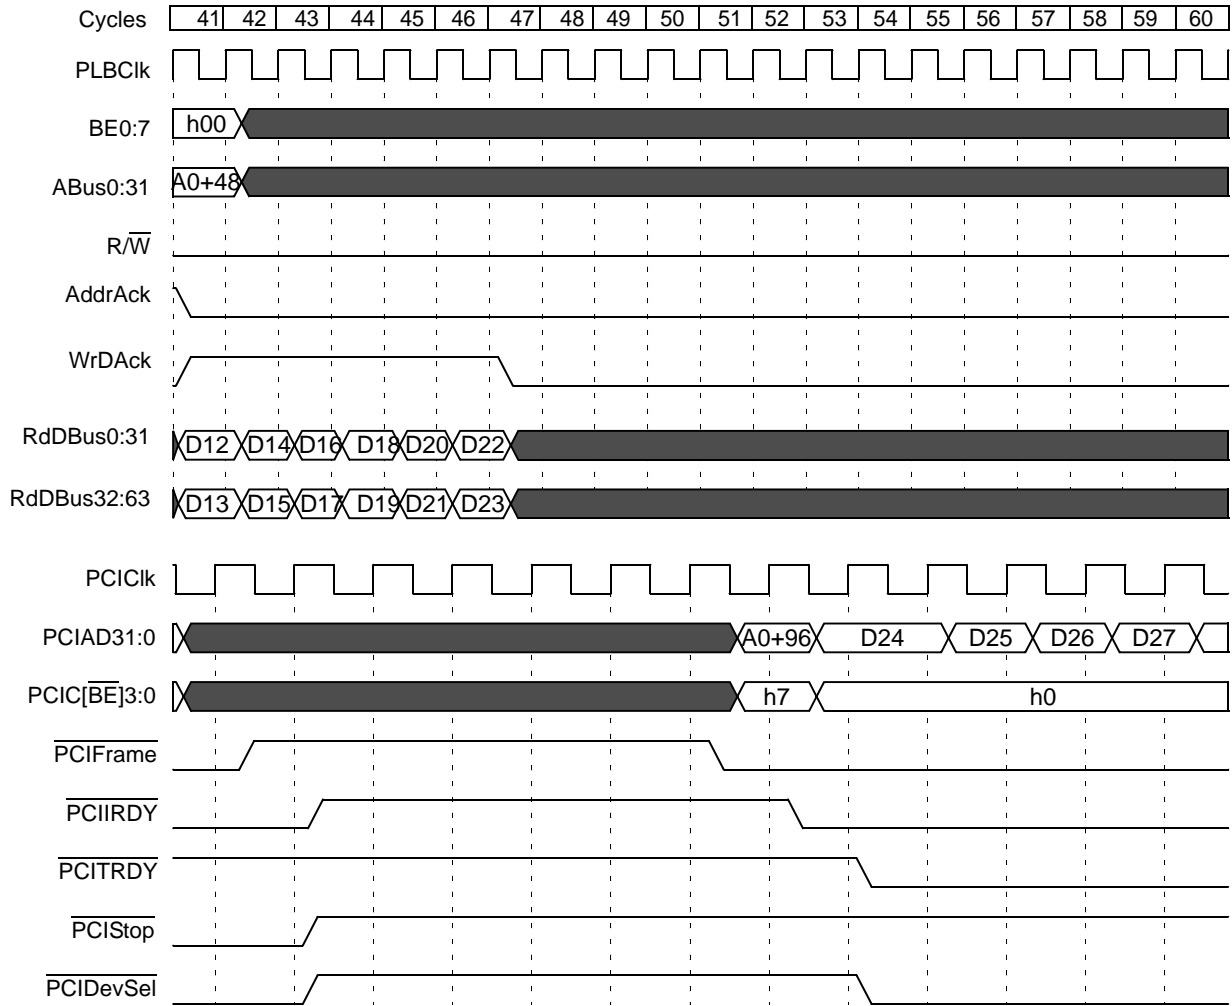 Cycles 41 42 43 44 45 46 47 48 49 50 51 52 53 54 55 56 57 58 59 60
PLBClk
BE0:7 h00
ABus0:31 A0+48
R/W
AddrAck
WrDAck
RdDBus0:31 D12 D14 D16 D18 D20 D22
RdDBus32:63 D13 D15 D17 D19 D21 D23
PCIClk
PCIAD31:0 A0+96 D24 D25 D26 D27
PCIC[BE]3:0 h7 h0
PCIFrame
PCIIRDY
PCITRDY
PCIStop
PCIDevSel